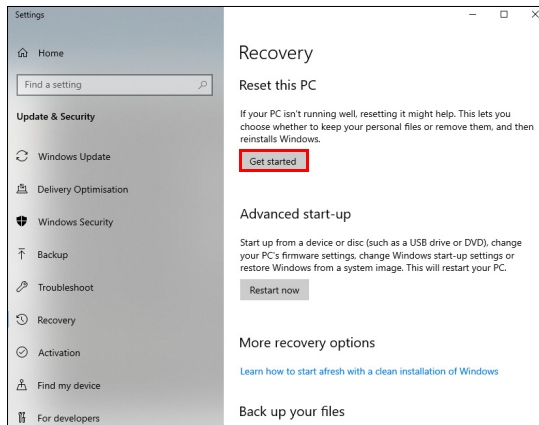 Settings
Home
Find a setting
Update & Security
Windows Update
Delivery Optimisation
Windows Security
Backup
Troubleshoot
Recovery
Activation
Find my device
For developers
Recovery
Reset this PC
If your PC isn't running well, resetting it might help. This lets you
choose whether to keep your personal files or remove them, and then
reinstalls Windows.
Get started
Advanced start-up
Start up from a device or disc (such as a USB drive or DVD), change
your PC's firmware settings, change Windows start-up settings or
restore Windows from a system image. This will restart your PC.
Restart now
More recovery options
Learn how to start afresh with a clean installation of Windows
Back up your files